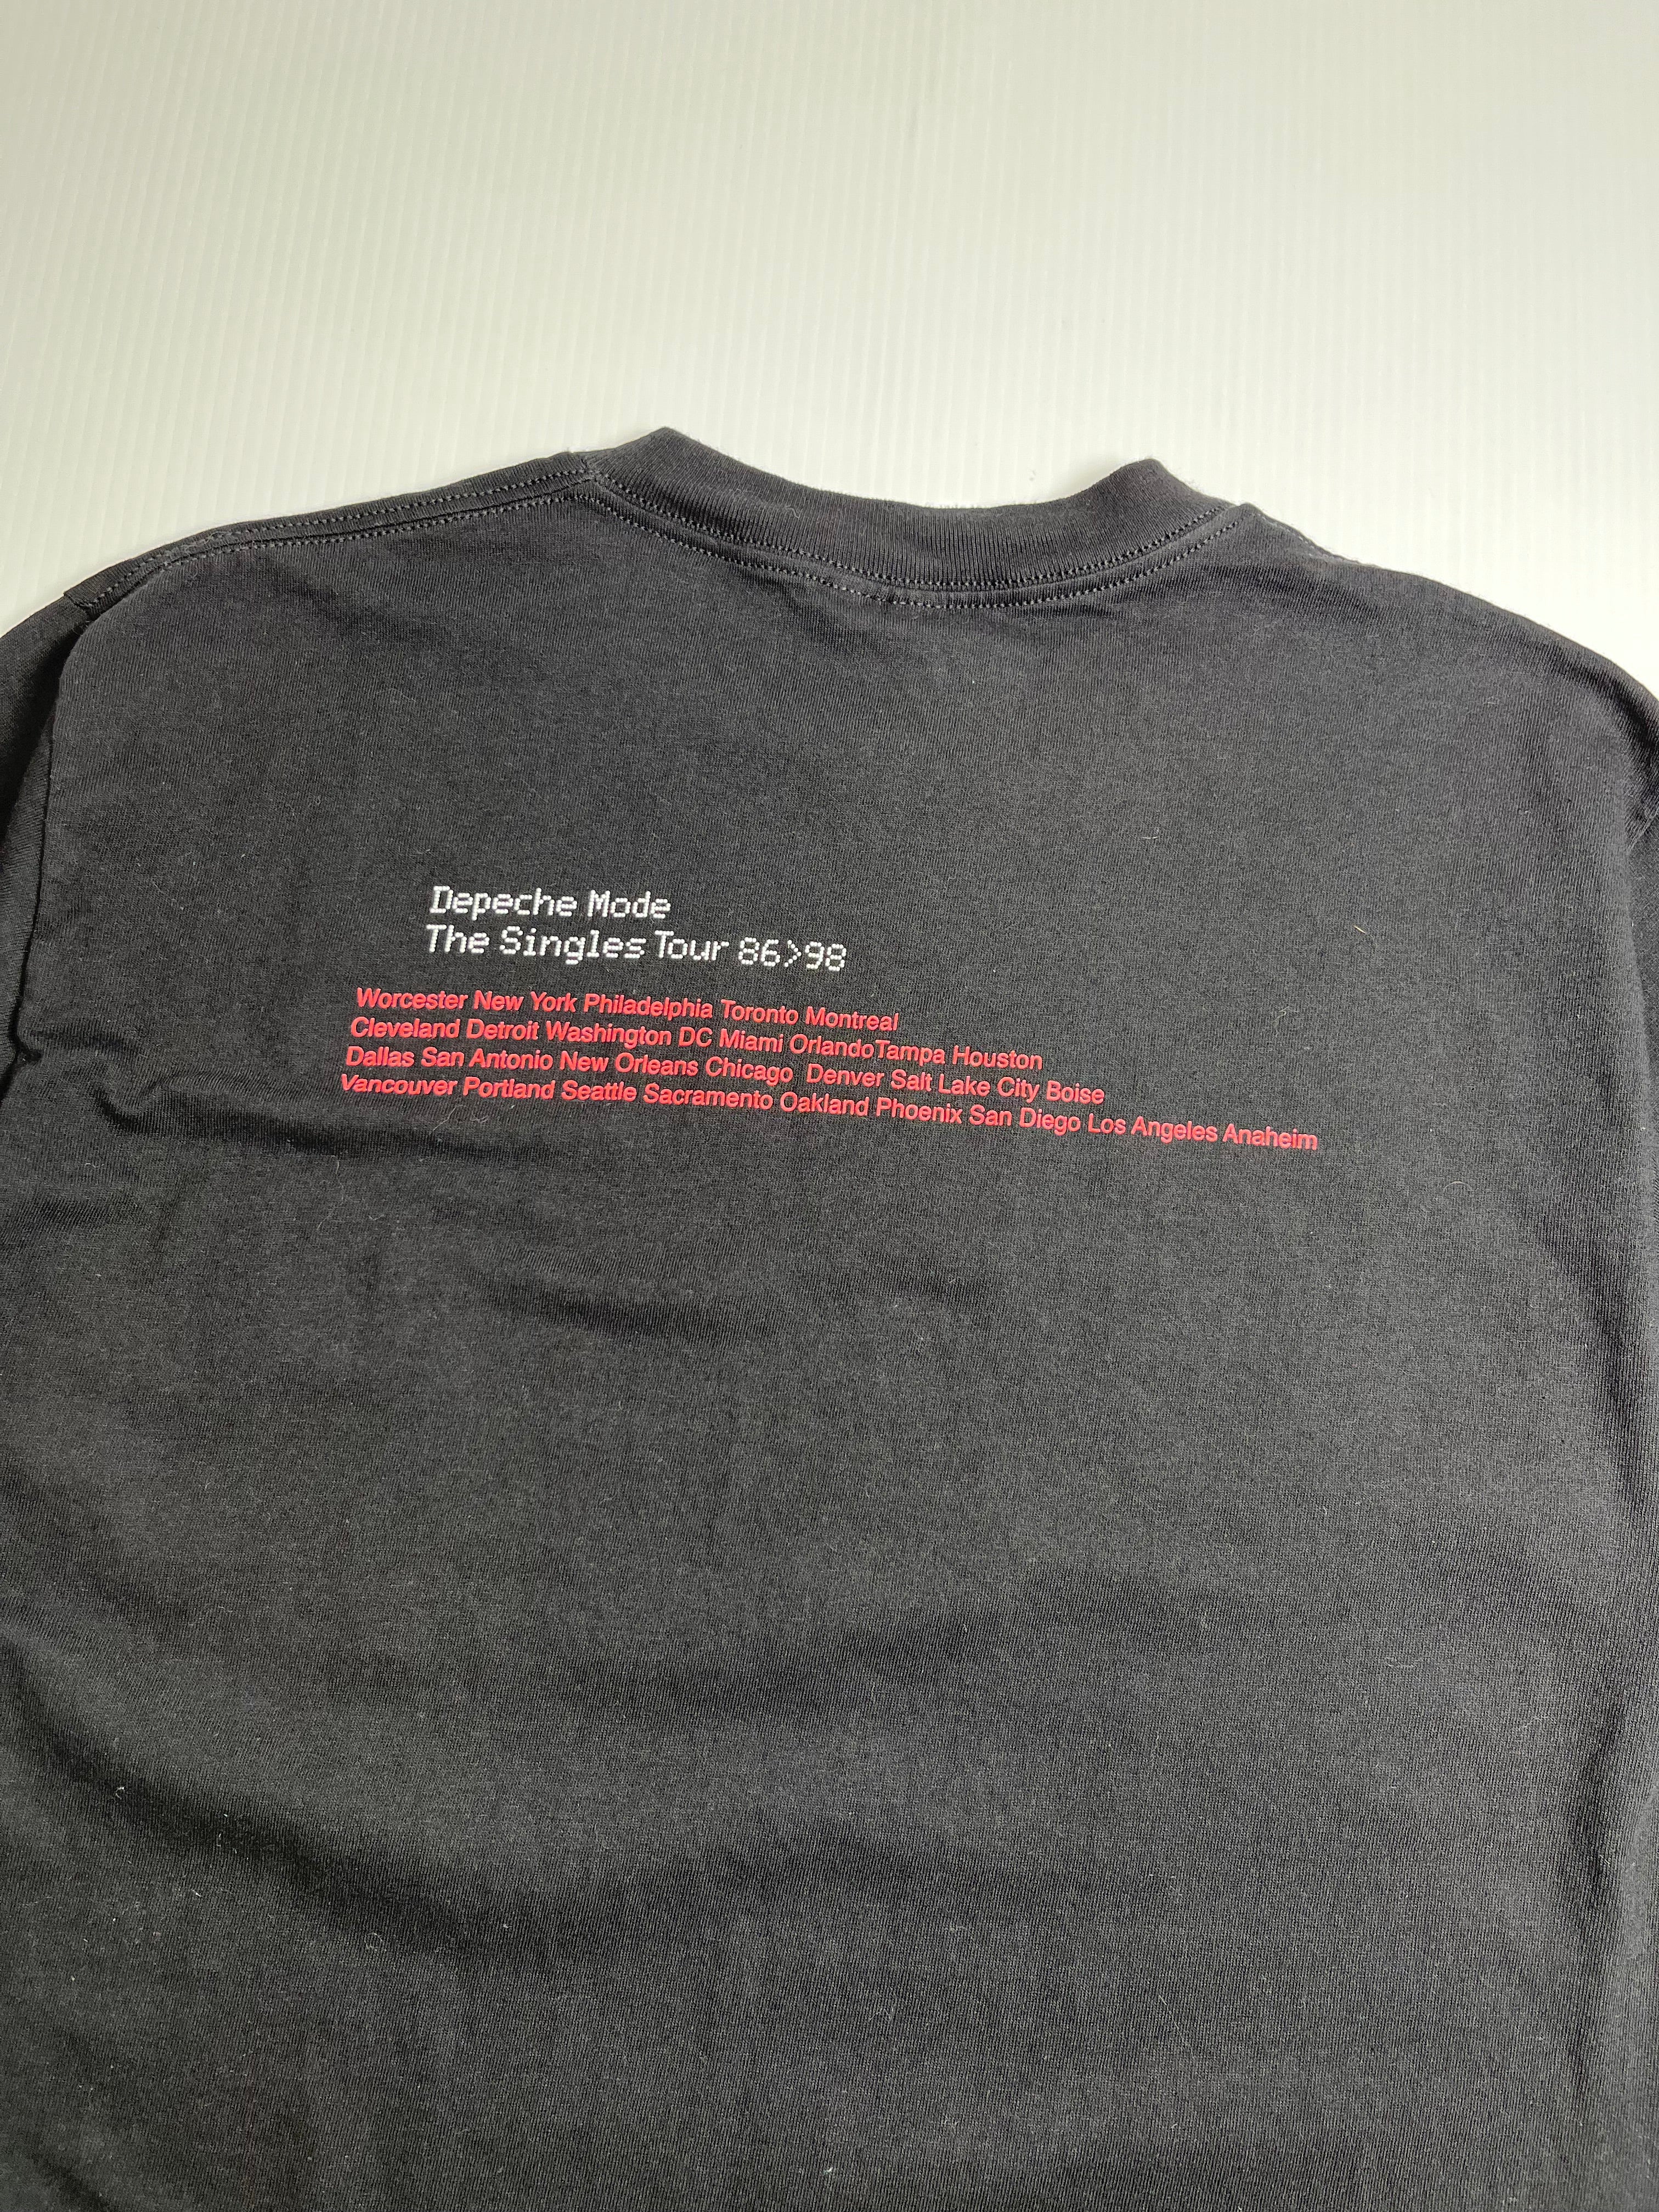 Depeche Mode
The Singles Tour 86>98
Worcester New York Philadelphia Toronto Montreal
Cleveland Detroit Washington DC Miami OrlandoTampa Houston
Dallas San Antonio New Orleans Chicago  Denver Salt Lake City Boise
Vancouver Portland Seattle Sacramento Oakland Phoenix San Diego Los Angeles Anaheim